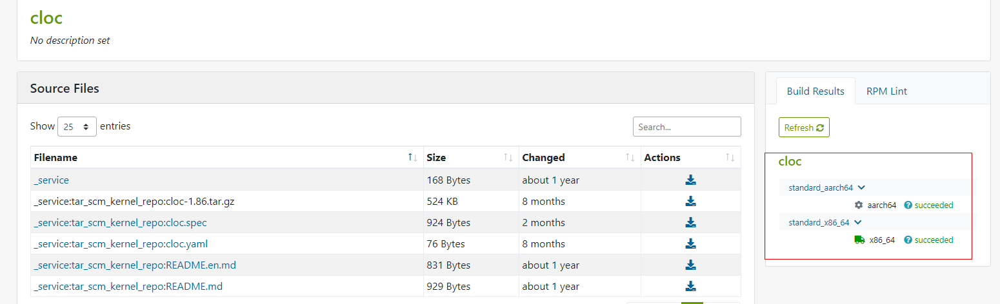 cloc
No description set
Source Files
Show 25 entries
Search...
Filename Size Changed Actions
_service 168 Bytes about 1 year
_service:tar_scm_kernel_repo:cloc-1.86.tar.gz 524 KB 8 months
_service:tar_scm_kernel_repo:cloc.spec 924 Bytes 2 months
_service:tar_scm_kernel_repo:cloc.yaml 76 Bytes 8 months
_service:tar_scm_kernel_repo:README.en.md 831 Bytes about 1 year
_service:tar_scm_kernel_repo:README.md 929 Bytes about 1 year
Build Results RPM Lint
Refresh
cloc
standard_aarch64
aarch64 succeeded
standard_x86_64
x86_64 succeeded